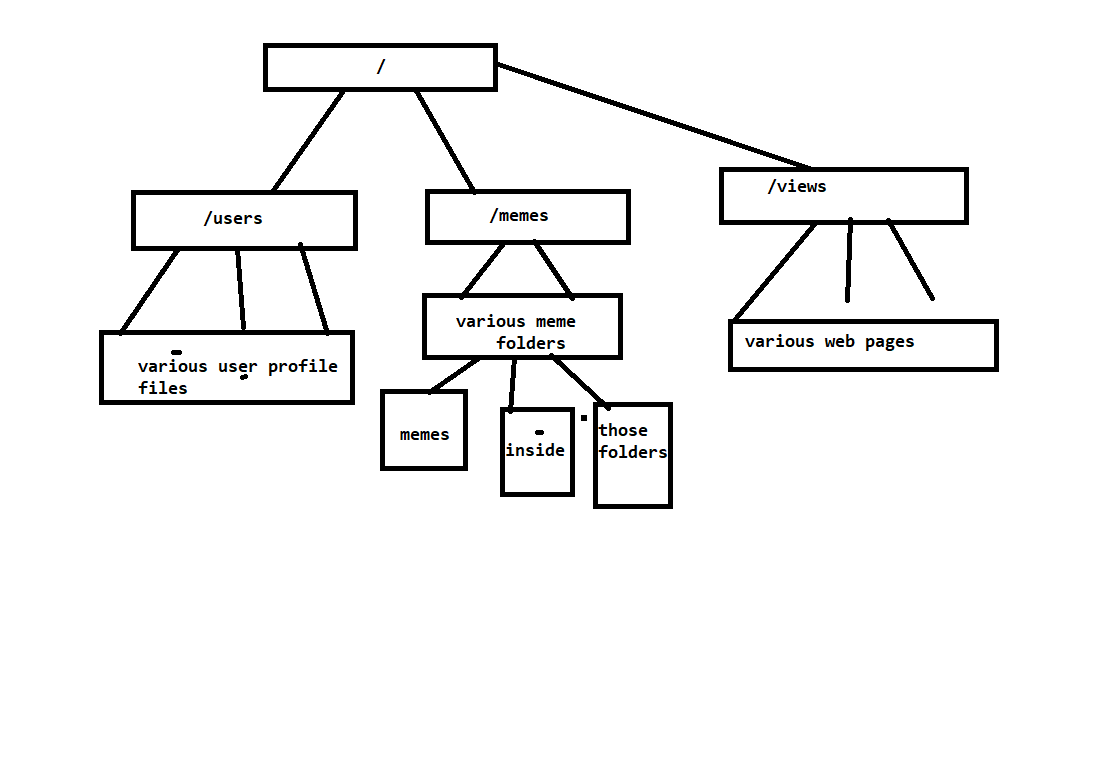 /
/users
/memes
/views
various user profile
files
various meme
folders
various web pages
memes
inside
those
folders